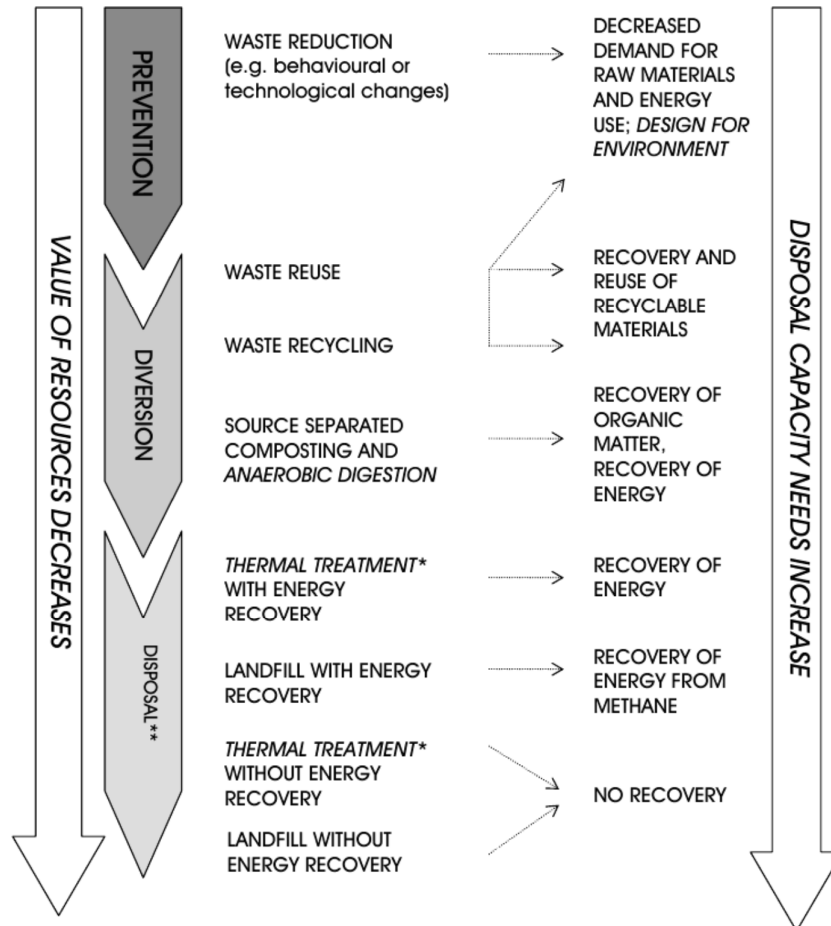 VALUE OF RESOURCES DECREASES
PREVENTION
WASTE REDUCTION
(e.g. behavioural or
technological changes)
DECREASED
DEMAND FOR
RAW MATERIALS
AND ENERGY
USE; DESIGN FOR
ENVIRONMENT
DIVERSION
WASTE REUSE
WASTE RECYCLING
RECOVERY AND
REUSE OF
RECYCLABLE
MATERIALS
SOURCE SEPARATED
COMPOSTING AND
ANAEROBIC DIGESTION
RECOVERY OF
ORGANIC
MATTER,
RECOVERY OF
ENERGY
DISPOSAL**
THERMAL TREATMENT*
WITH ENERGY
RECOVERY
RECOVERY OF
ENERGY
LANDFILL WITH ENERGY
RECOVERY
RECOVERY OF
ENERGY FROM
METHANE
THERMAL TREATMENT*
WITHOUT ENERGY
RECOVERY
LANDFILL WITHOUT
ENERGY RECOVERY
NO RECOVERY
DISPOSAL CAPACITY NEEDS INCREASE